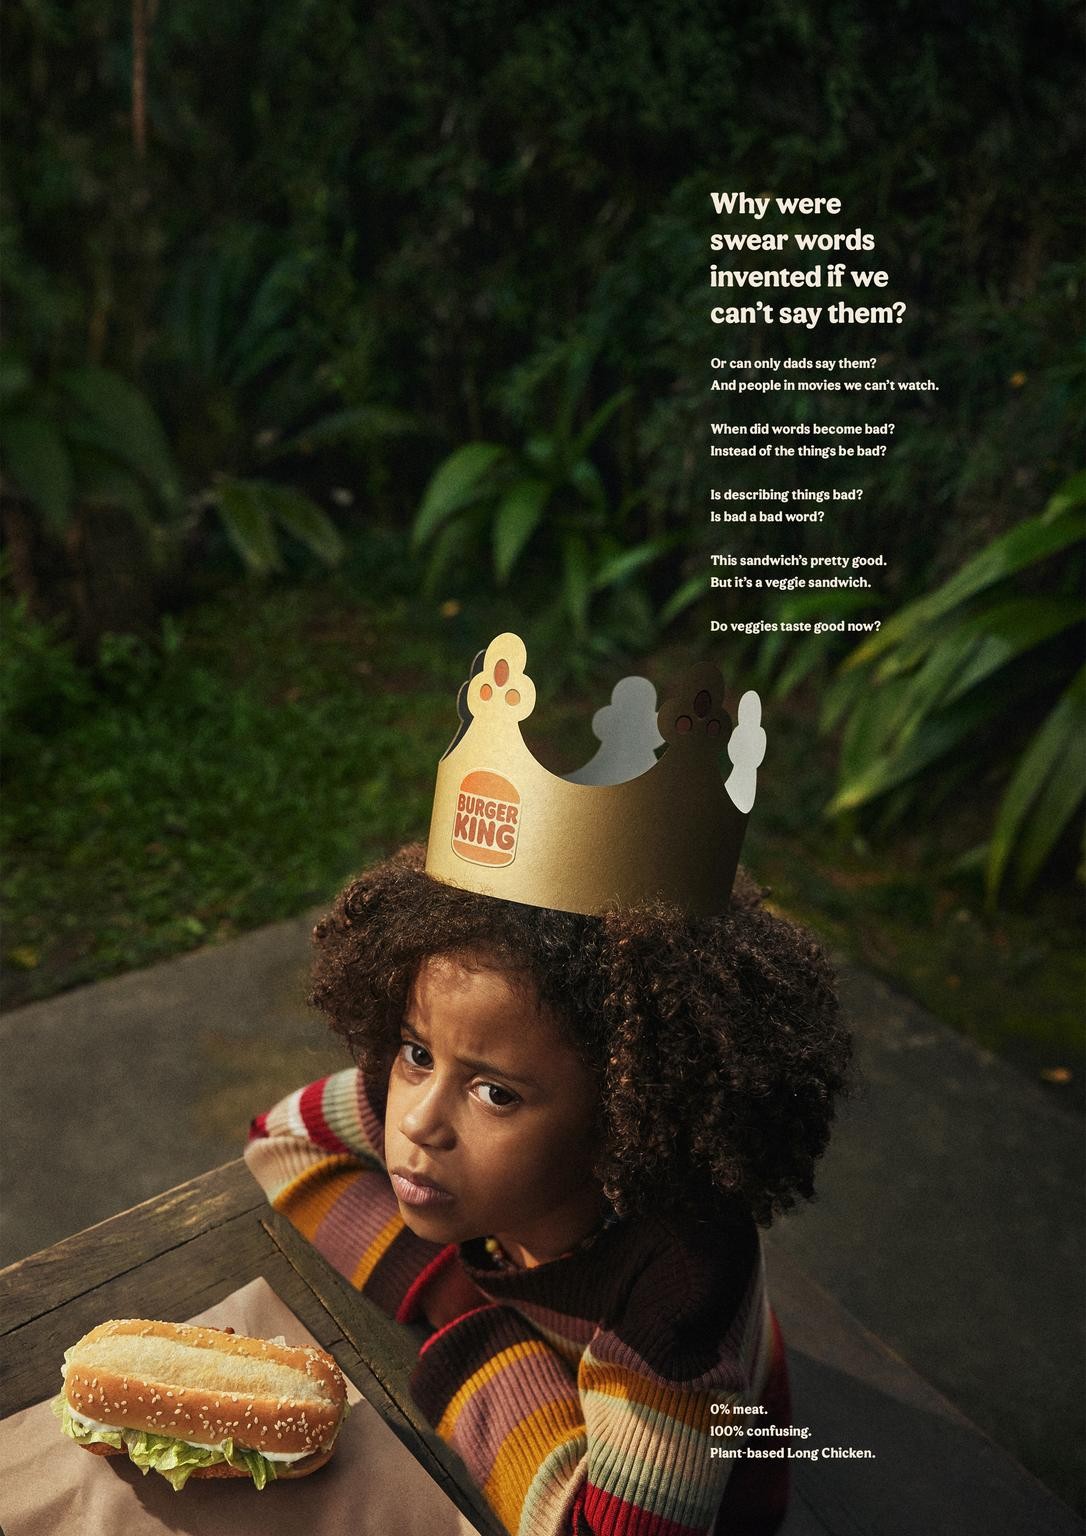 Why were
swear words
invented if we
can't say them?
Or can only dads say them?
And people in movies we can't watch.
When did words become bad?
Instead of the things be bad?
Is describing things bad?
Is bad a bad word?
This sandwich's pretty good.
But it's a veggie sandwich.
Do veggies taste good now?
BURGER
KING
0% meat.
100% confusing.
Plant-based Long Chicken.